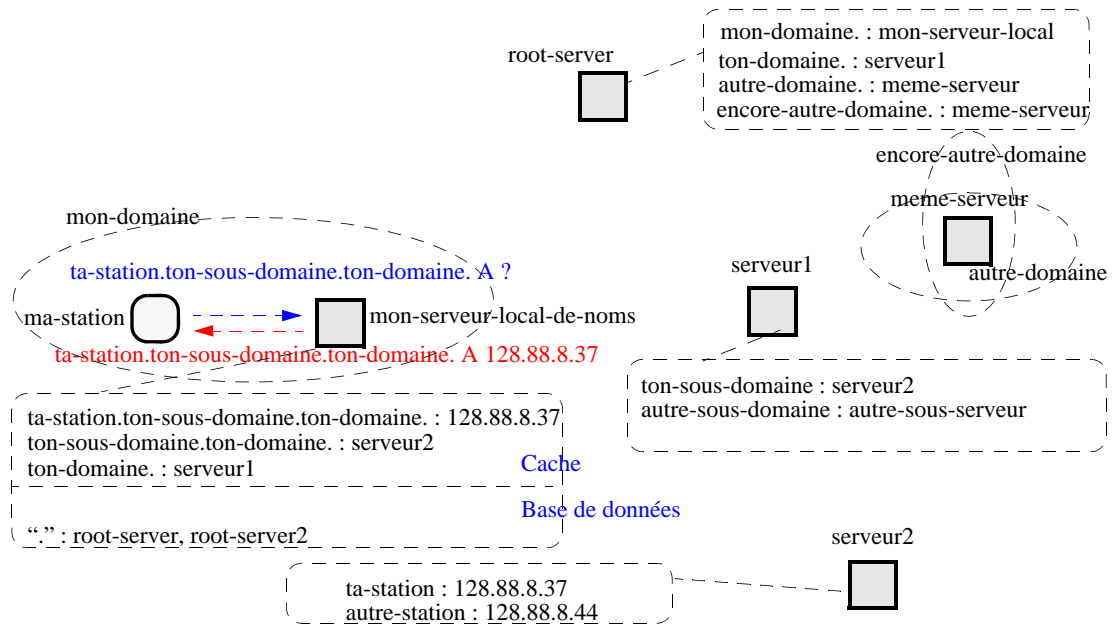 root-server
mon-domaine. : mon-serveur-local
ton-domaine. : serveur1
autre-domaine. : meme-serveur
encore-autre-domaine. : meme-serveur
encore-autre-domaine
meme-serveur
autre-domaine
mon-domaine
ta-station.ton-sous-domaine.ton-domaine. A ?
ma-station
mon-serveur-local-de-noms
ta-station.ton-sous-domaine.ton-domaine. A 128.88.8.37
serveur1
ton-sous-domaine : serveur2
autre-sous-domaine : autre-sous-serveur
ta-station.ton-sous-domaine.ton-domaine. : 128.88.8.37
ton-sous-domaine.ton-domaine. : serveur2
ton-domaine. : serveur1
Cache
Base de données
“.” : root-server, root-server2
serveur2
ta-station : 128.88.8.37
autre-station : 128.88.8.44